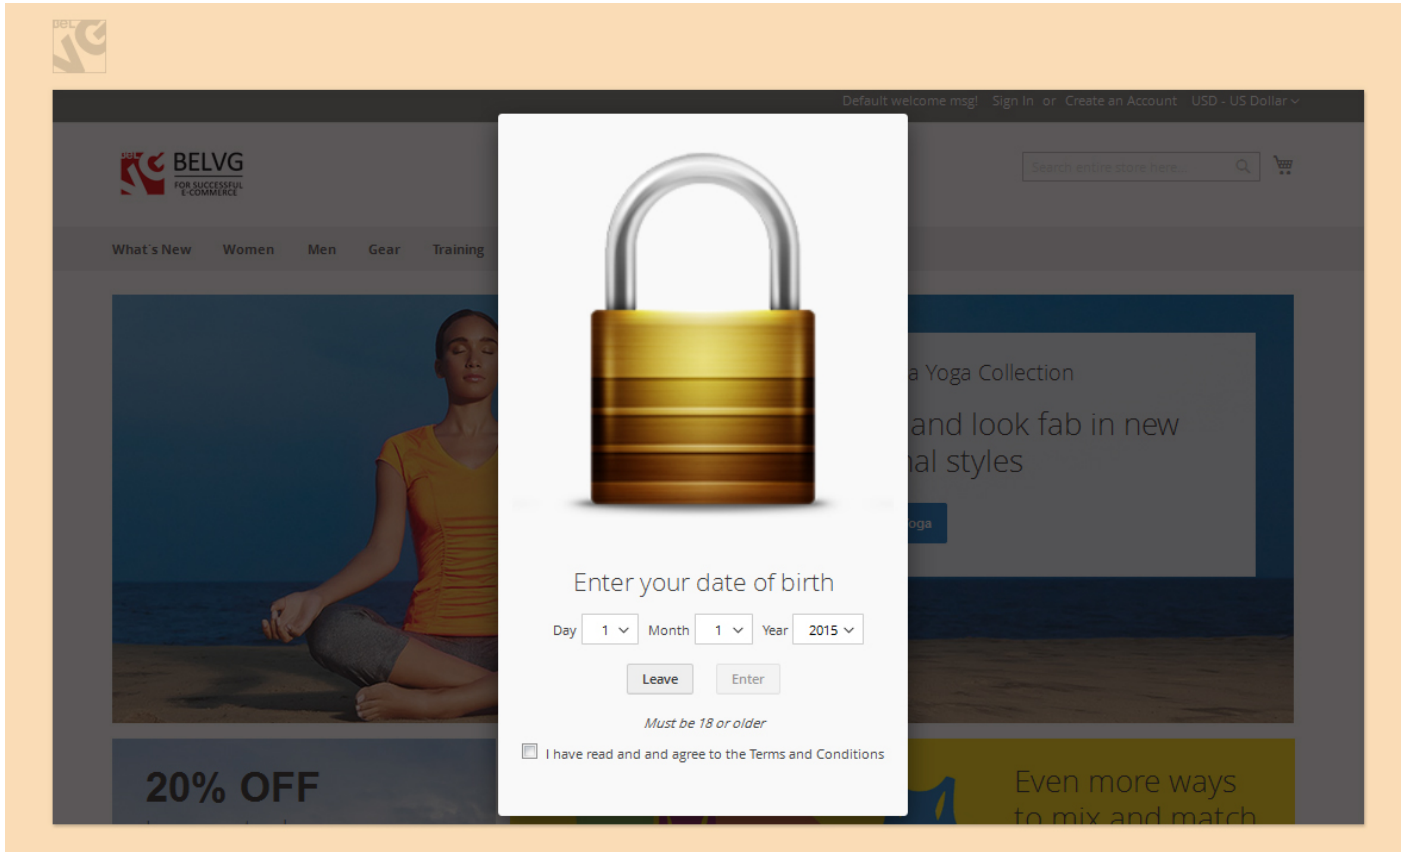 BEL
VG
Default welcome msg! Sign In or Create an Account USD - US Dollar
BELVG
FOR SUCCESSFUL
E-COMMERCE
Search entire store here...
What's New Women Men Gear Training
a Yoga Collection
and look fab in new
nal styles
oga
Enter your date of birth
Day 1 Month 1 Year 2015
Leave Enter
Must be 18 or older
I have read and and agree to the Terms and Conditions
20% OFF
Even more ways
to mix and match